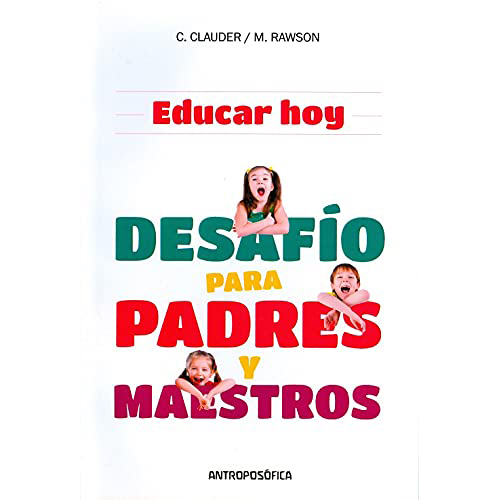 C. CLAUDER / M. RAWSON
Educar hoy
DESAFÍO
PARA
PADRES
Y
MAESTROS
ANTROPOSÓFICA